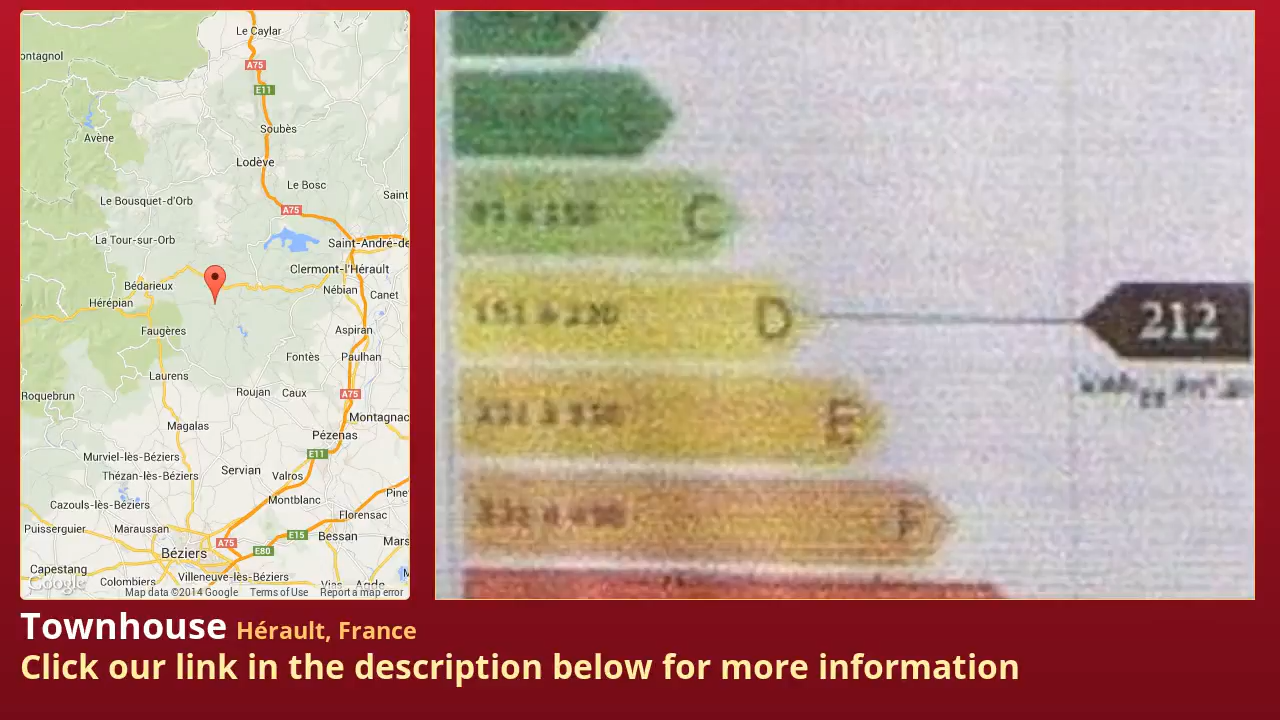 Le Caylar
ontagnol
A75
E11
Avène
Soubès
Lodève
Le Bosc
Saint
Le Bousquet-d'Orb
A75
La Tour-sur-Orb
Saint-André-de
Clermont-l'Hérault
Bédarieux
Nébian
Canet
Hérépian
Faugères
Aspiran
Fontès
Paulhan
Laurens
Roquebrun
Roujan
Caux
A75
Montagnac
Magalas
Pézenas
Murviel-lès-Béziers
E11
Servian
Thézan-lès-Béziers
Valros
Cazouls-lès-Béziers
Montblanc
Pine
Florensac
Puisserguier
Maraussan
A75
E15
Bessan
Mars
Béziers
E80
Capestang
Colombiers
Villeneuve-lès-Béziers
Vias
Agde
Google
Map data ©2014 Google
Terms of Use
Report a map error
C
151 à 230
D
212
E
F
Townhouse Hérault, France
Click our link in the description below for more information